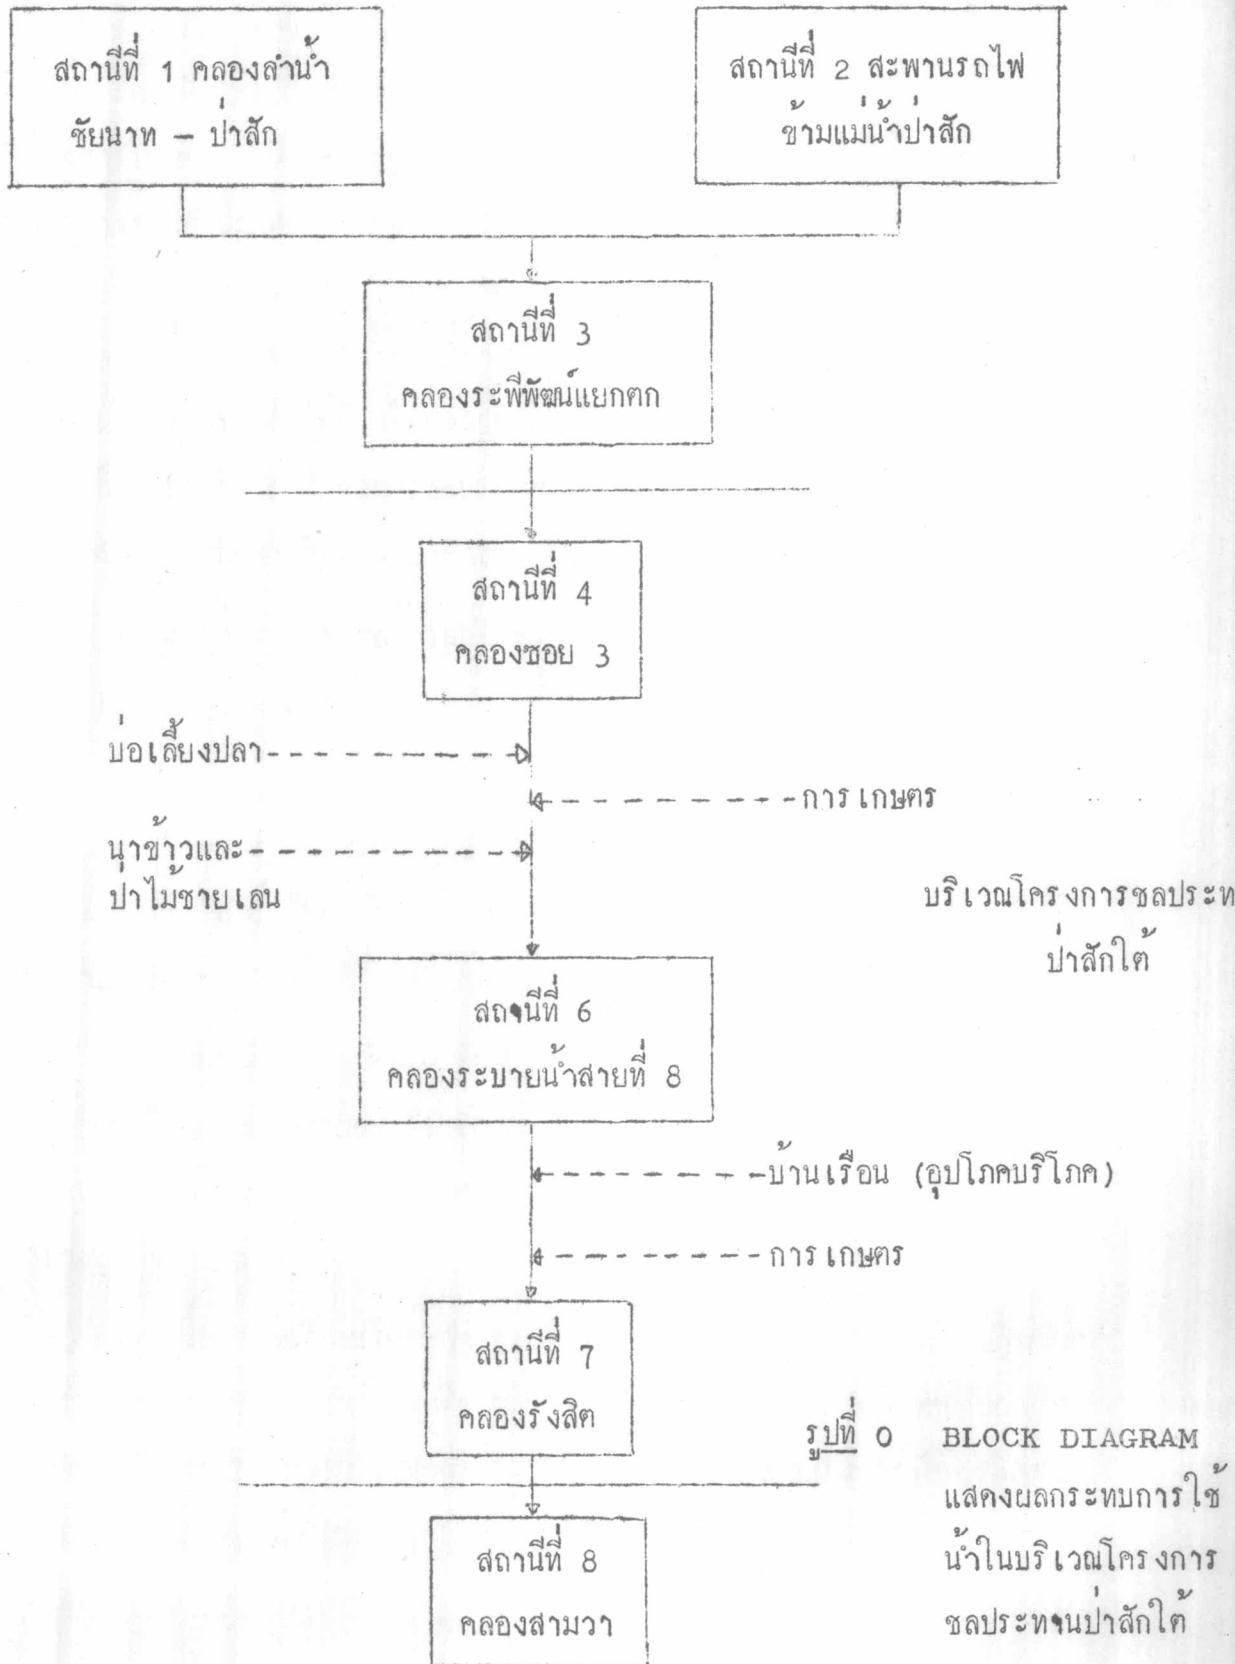 สถานีที่ 1 คลองลำน้ำ
ชัยนาท – ป่าสัก
สถานีที่ 2 สะพานรถไฟ
ข้ามแม่น้ำป่าสัก
สถานีที่ 3
คลองระพีพัฒน์แยกตก
สถานีที่ 4
คลองซอย 3
บ่อเลี้ยงปลา
การเกษตร
นาข้าวและ
ป่าไม้ชายเลน
บริเวณโครงการชลประท
ป่าสักใต้
สถานีที่ 6
คลองระบายน้ำสายที่ 8
บ้านเรือน (อุปโภคบริโภค)
การเกษตร
สถานีที่ 7
คลองรังสิต
รูปที่ 0 BLOCK DIAGRAM
แสดงผลกระทบการใช้
น้ำในบริเวณโครงการ
ชลประทานป่าสักใต้
สถานีที่ 8
คลองสามวา